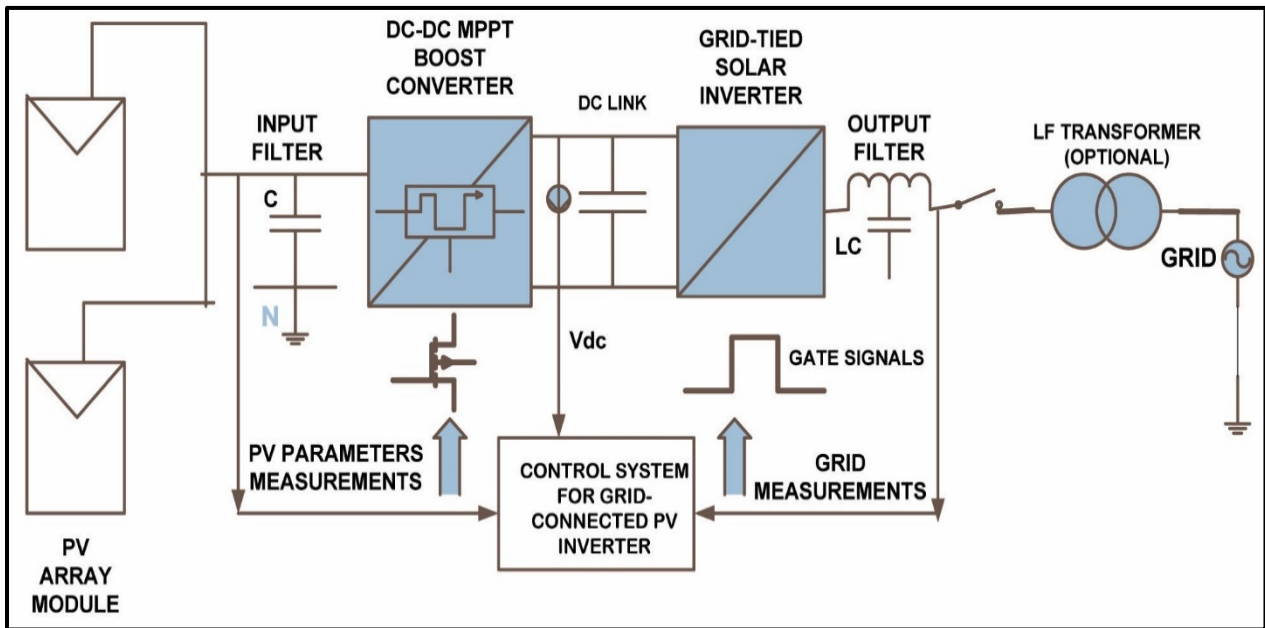 DC-DC MPPT
BOOST
CONVERTER
GRID-TIED
SOLAR
INVERTER
DC LINK
INPUT
FILTER
OUTPUT
FILTER
LF TRANSFORMER
(OPTIONAL)
C
LC
GRID
N
Vdc
GATE SIGNALS
PV PARAMETERS
MEASUREMENTS
CONTROL SYSTEM
FOR GRID-
CONNECTED PV
INVERTER
GRID
MEASUREMENTS
PV
ARRAY
MODULE